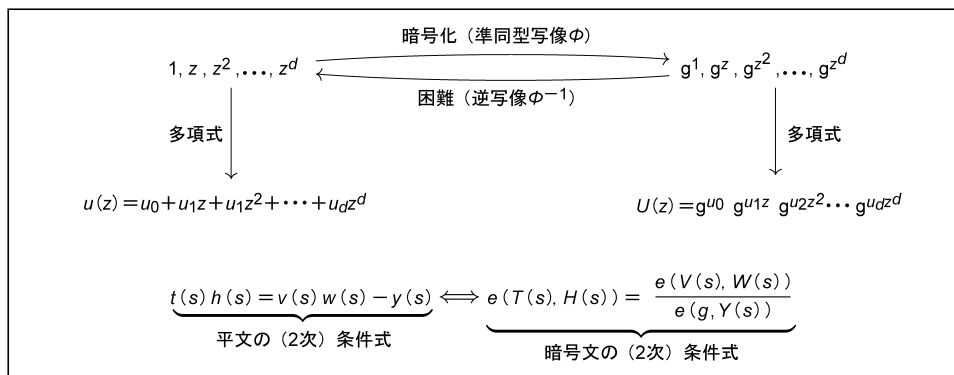 暗号化（準同型写像Φ）
1, z , z², ..., z^d
g¹, g^z , g^z², ..., g^z^d
困難（逆写像Φ⁻¹）
多項式
多項式
u(z)=u₀+u₁z+u₁z²+⋯+u_dz^d
U(z)=g^u0 g^u1z g^u2z²⋯ g^u_dz^d
t(s)h(s)=v(s)w(s)−y(s)⟺e(T(s), H(s))= e(V(s), W(s)) / e(g, Y(s))
平文の（2次）条件式
暗号文の（2次）条件式